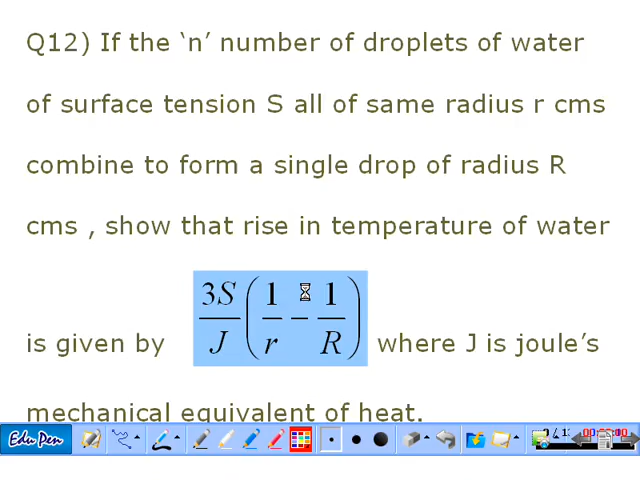 Q12) If the ‘n’ number of droplets of water
of surface tension S all of same radius r cms
combine to form a single drop of radius R
cms , show that rise in temperature of water
is given by 3S/J (1/r − 1/R) where J is joule’s
mechanical equivalent of heat.
Edu Pen